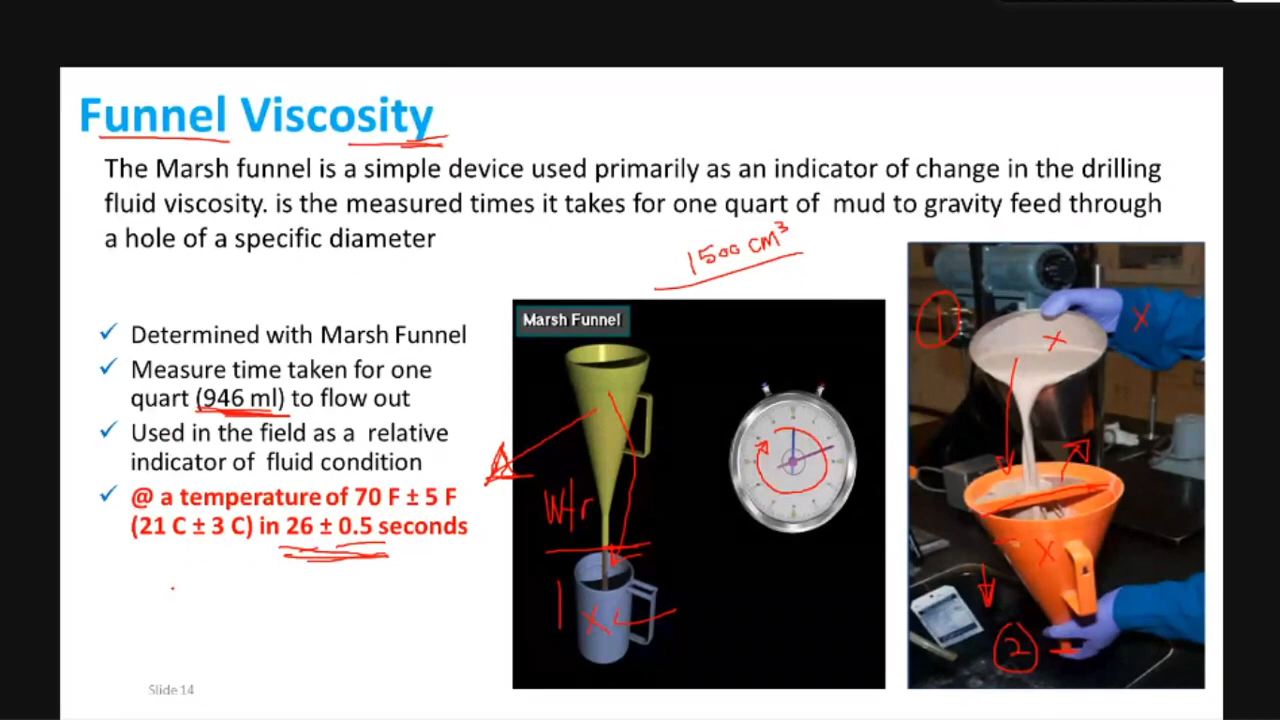 Funnel Viscosity
The Marsh funnel is a simple device used primarily as an indicator of change in the drilling
fluid viscosity. is the measured times it takes for one quart of mud to gravity feed through
a hole of a specific diameter
1500 cm³
✓ Determined with Marsh Funnel
✓ Measure time taken for one
quart (946 ml) to flow out
✓ Used in the field as a relative
indicator of fluid condition
✓ @ a temperature of 70 F ± 5 F
(21 C ± 3 C) in 26 ± 0.5 seconds
Marsh Funnel
wtr
1
2
Slide 14